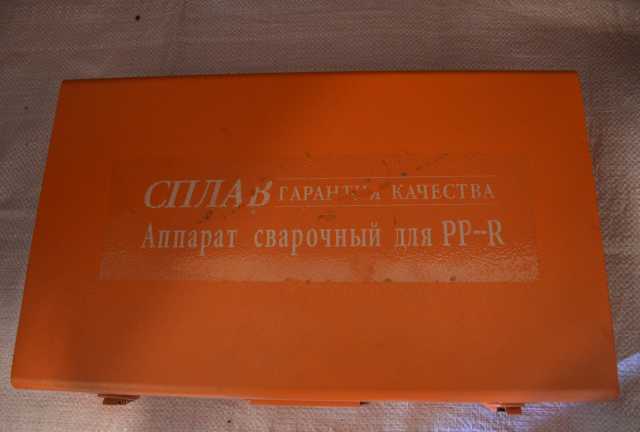 СПЛАВ ГАРАНТИЯ КАЧЕСТВА
Аппарат сварочный для PP-R